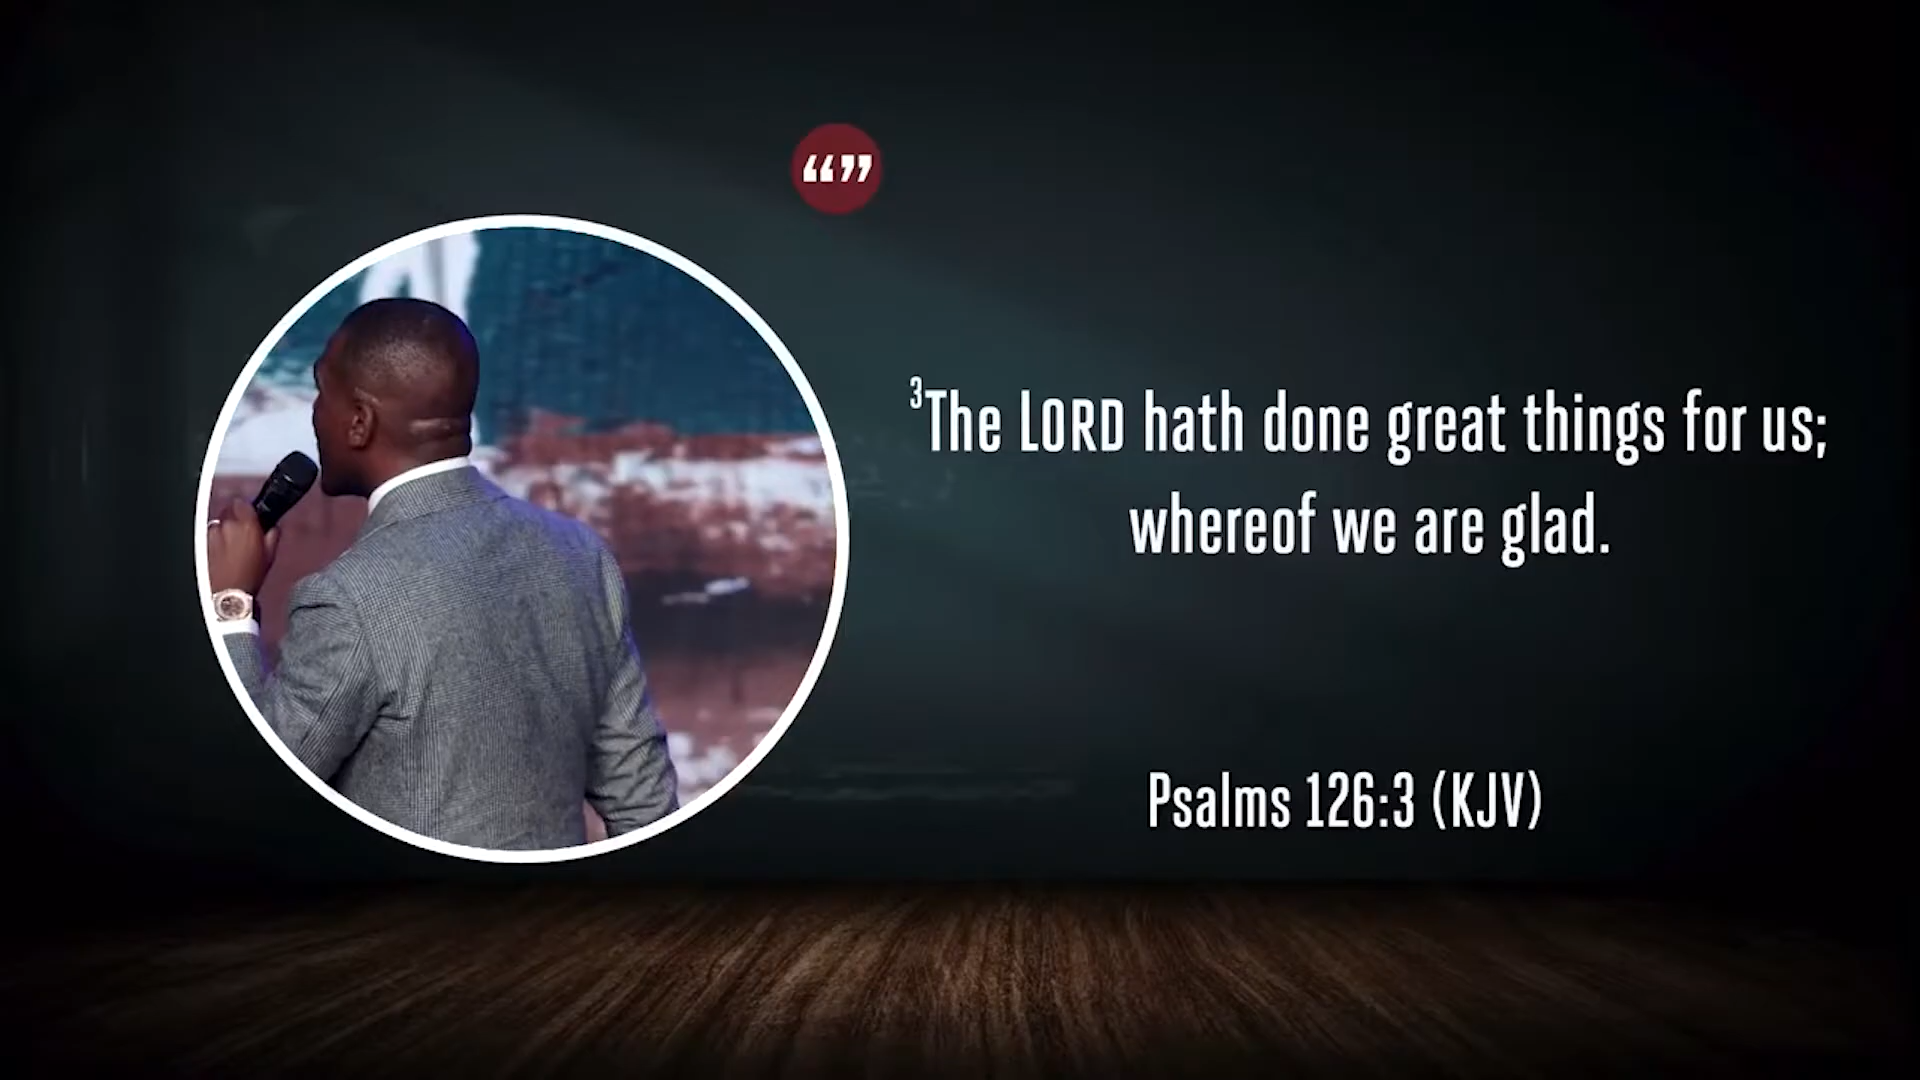 “”
³The LORD hath done great things for us;
whereof we are glad.
Psalms 126:3 (KJV)